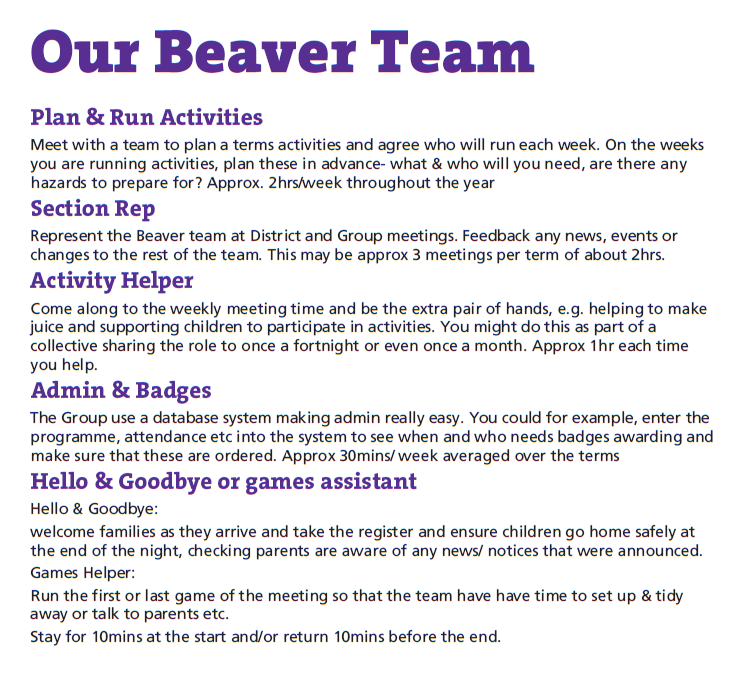 Our Beaver Team
Plan & Run Activities
Meet with a team to plan a terms activities and agree who will run each week. On the weeks
you are running activities, plan these in advance- what & who will you need, are there any
hazards to prepare for? Approx. 2hrs/week throughout the year
Section Rep
Represent the Beaver team at District and Group meetings. Feedback any news, events or
changes to the rest of the team. This may be approx 3 meetings per term of about 2hrs.
Activity Helper
Come along to the weekly meeting time and be the extra pair of hands, e.g. helping to make
juice and supporting children to participate in activities. You might do this as part of a
collective sharing the role to once a fortnight or even once a month. Approx 1hr each time
you help.
Admin & Badges
The Group use a database system making admin really easy. You could for example, enter the
programme, attendance etc into the system to see when and who needs badges awarding and
make sure that these are ordered. Approx 30mins/ week averaged over the terms
Hello & Goodbye or games assistant
Hello & Goodbye:
welcome families as they arrive and take the register and ensure children go home safely at
the end of the night, checking parents are aware of any news/ notices that were announced.
Games Helper:
Run the first or last game of the meeting so that the team have have time to set up & tidy
away or talk to parents etc.
Stay for 10mins at the start and/or return 10mins before the end.